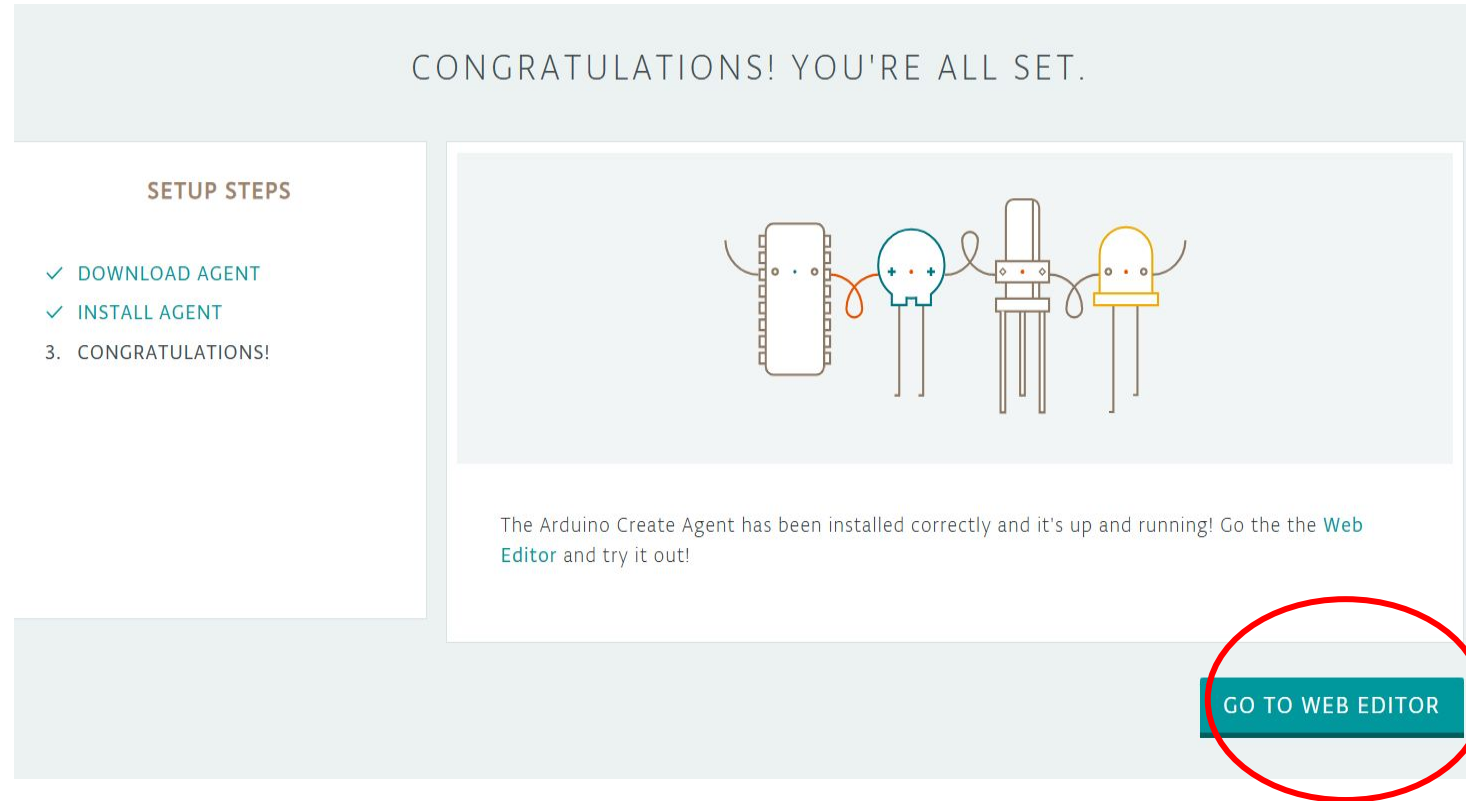 CONGRATULATIONS! YOU'RE ALL SET.
SETUP STEPS
✓ DOWNLOAD AGENT
✓ INSTALL AGENT
3. CONGRATULATIONS!
The Arduino Create Agent has been installed correctly and it's up and running! Go the the Web
Editor and try it out!
GO TO WEB EDITOR